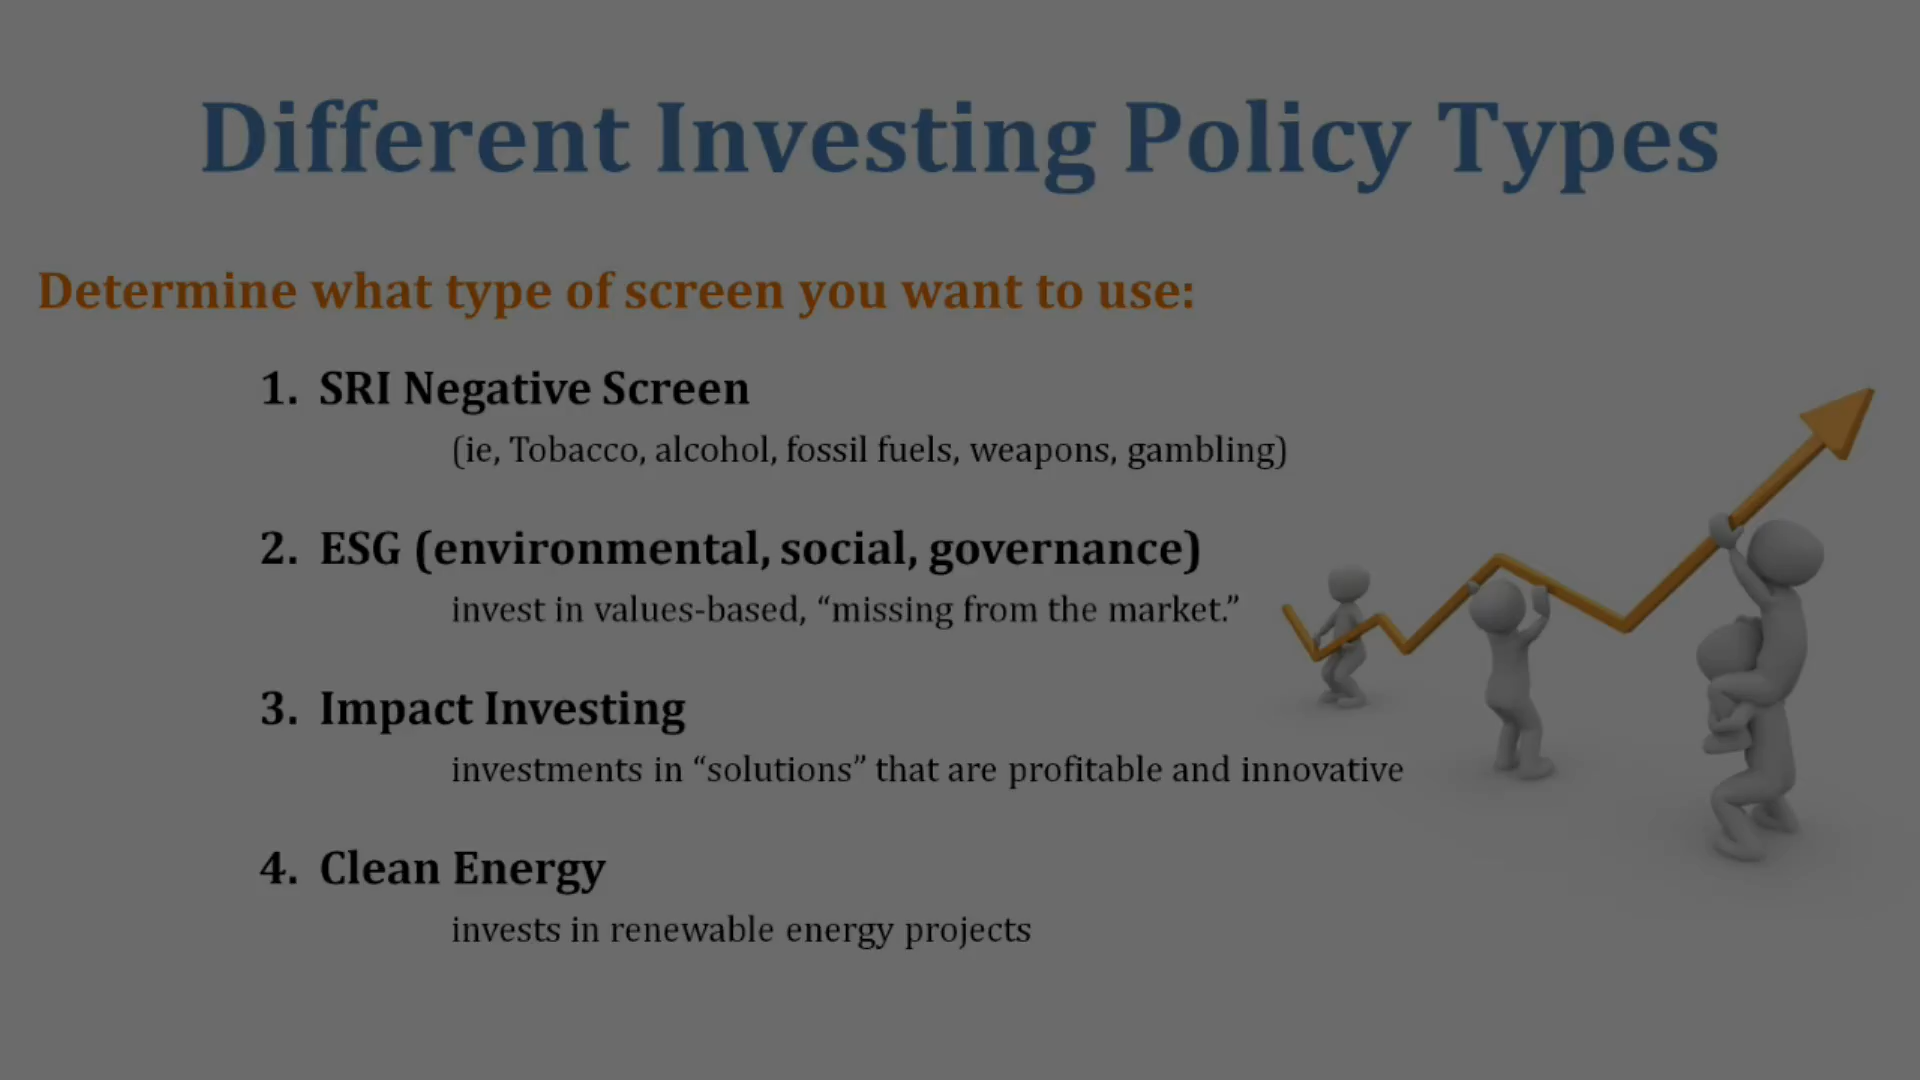 Different Investing Policy Types
Determine what type of screen you want to use:
1. SRI Negative Screen
(ie, Tobacco, alcohol, fossil fuels, weapons, gambling)
2. ESG (environmental, social, governance)
invest in values-based, “missing from the market.”
3. Impact Investing
investments in “solutions” that are profitable and innovative
4. Clean Energy
invests in renewable energy projects